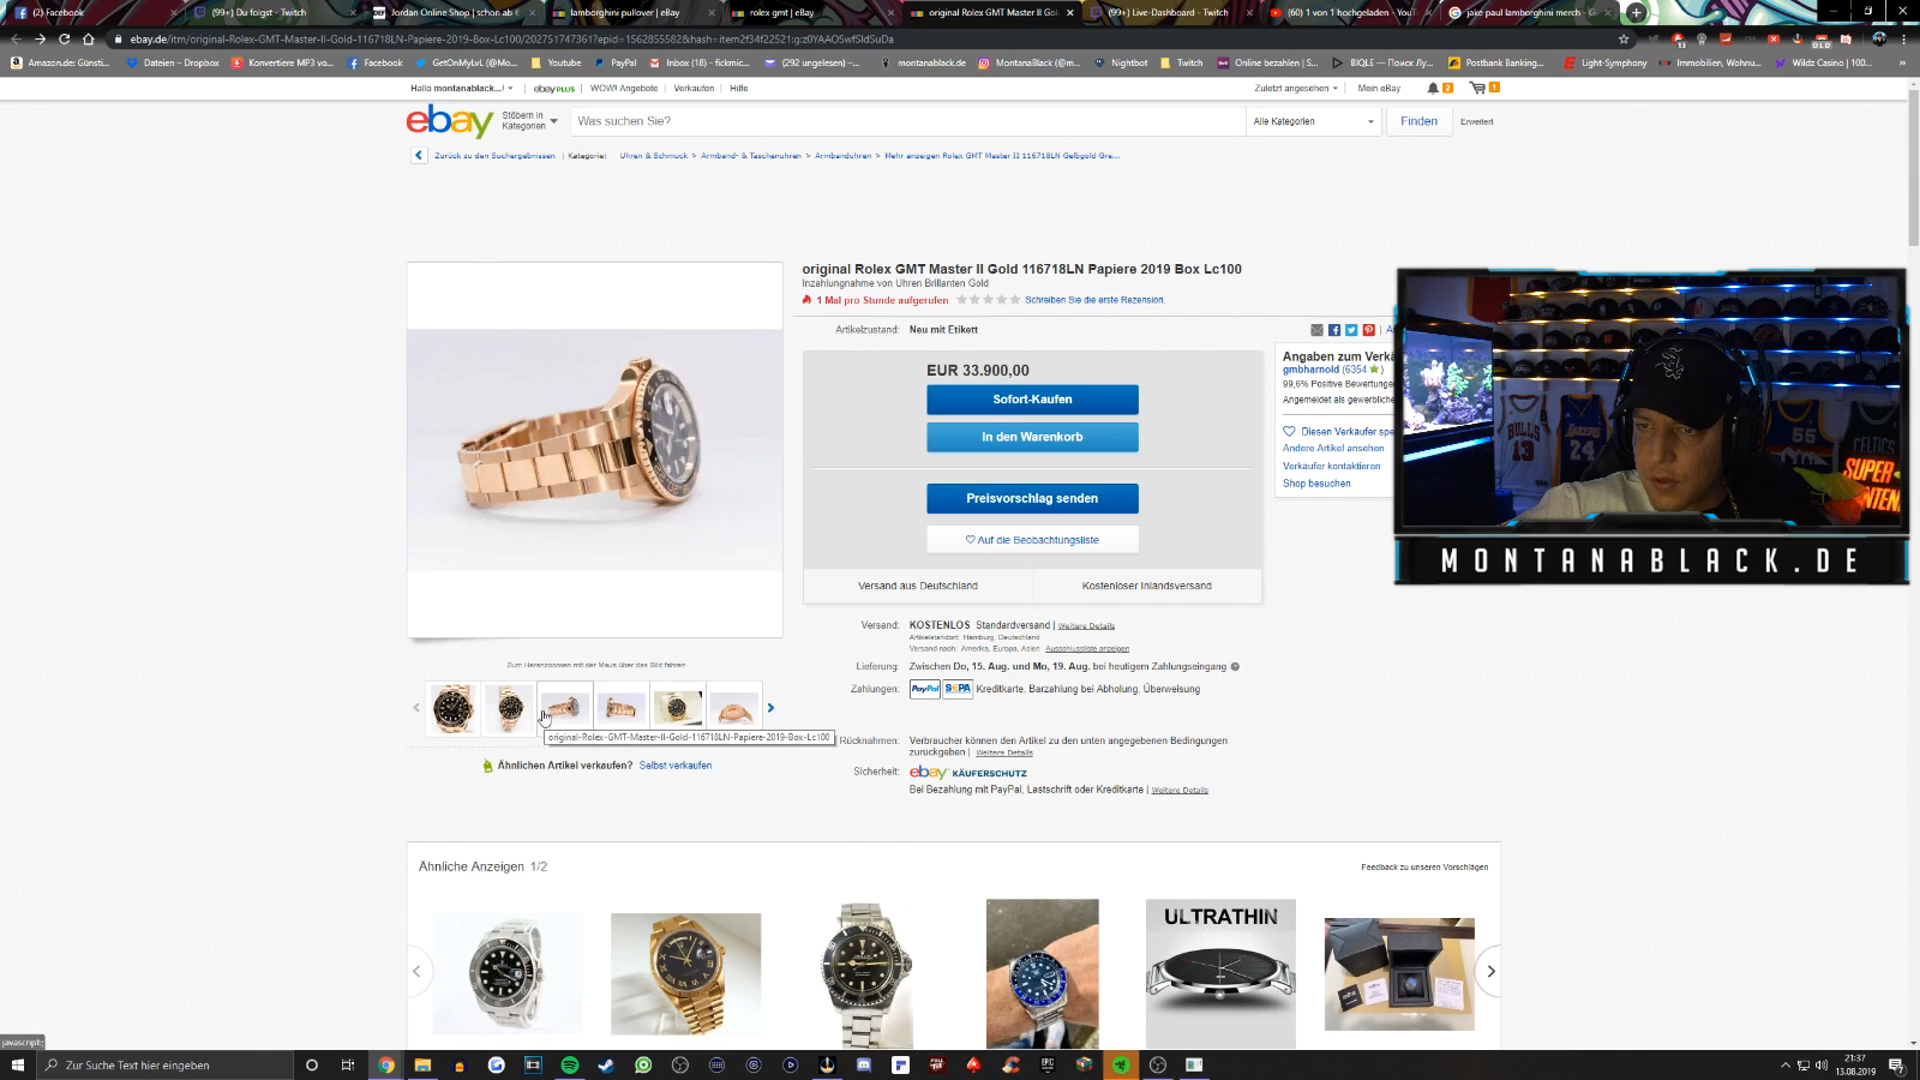 (2) Facebook
(99+) Du folgst - Twitch
Jordan Online Shop | schon ab €
lamborghini pullover | eBay
rolex gmt | eBay
original Rolex GMT Master II Gol
(99+) Live-Dashboard - Twitch
(60) 1 von 1 hochgeladen - YouT
jake paul lamborghini merch - G
ebay.de/itm/original-Rolex-GMT-Master-II-Gold-116718LN-Papiere-2019-Box-Lc100/202751747361?epid=1562855582&hash=item2f34f22521:g:z0YAAOSwfSldSuDa
Amazon.de: Günsti...
Dateien – Dropbox
Konvertiere MP3 vo...
Facebook
GetOnMyLvL (@Mo...
Youtube
PayPal
Inbox (18) - fickmic...
(292 ungelesen) –...
montanablack.de
MontanaBlack (@m...
Nightbot
Twitch
Online bezahlen | S...
BIQLE — Поиск Лу...
Postbank Banking...
Light-Symphony
Immobilien, Wohnu...
Wildz Casino | 100...
Hallo montanablack...!
ebay PLUS
WOW! Angebote
Verkaufen
Hilfe
Zuletzt angesehen
Mein eBay
2
1
ebay
Stöbern in
Kategorien
Was suchen Sie?
Alle Kategorien
Finden
Erweitert
Zurück zu den Suchergebnissen | Kategorie: Uhren & Schmuck > Armband- & Taschenuhren > Armbanduhren > Mehr anzeigen Rolex GMT Master II 116718LN Gelbgold Gre...
original Rolex GMT Master II Gold 116718LN Papiere 2019 Box Lc100
Inzahlungnahme von Uhren Brillanten Gold
1 Mal pro Stunde aufgerufen
Schreiben Sie die erste Rezension.
Artikelzustand: Neu mit Etikett
EUR 33.900,00
Sofort-Kaufen
In den Warenkorb
Preisvorschlag senden
Auf die Beobachtungsliste
Versand aus Deutschland
Kostenloser Inlandsversand
Angaben zum Verkä
gmbharnold (6354 )
99,6% Positive Bewertungen
Angemeldet als gewerbliche
Diesen Verkäufer spe
Andere Artikel ansehen
Verkäufer kontaktieren
Shop besuchen
BULLS
13
LAKERS
24
55
CELTICS
SUPER
NTEN
MONTANABLACK.DE
Versand: KOSTENLOS Standardversand | Weitere Details
Artikelstandort: Hamburg, Deutschland
Versand nach: Amerika, Europa, Asien Ausschlussliste anzeigen
Lieferung: Zwischen Do, 15. Aug. und Mo, 19. Aug. bei heutigem Zahlungseingang
Zahlungen: PayPal SEPA Kreditkarte, Barzahlung bei Abholung, Überweisung
Zum Heranzoomen mit der Maus über das Bild fahren
original-Rolex-GMT-Master-II-Gold-116718LN-Papiere-2019-Box-Lc100
Rücknahmen: Verbraucher können den Artikel zu den unten angegebenen Bedingungen
zurückgeben | Weitere Details
Ähnlichen Artikel verkaufen? Selbst verkaufen
Sicherheit: ebay KÄUFERSCHUTZ
Bei Bezahlung mit PayPal, Lastschrift oder Kreditkarte | Weitere Details
Ähnliche Anzeigen 1/2
Feedback zu unseren Vorschlägen
ULTRATHIN
javascript:;
Zur Suche Text hier eingeben
21:37
13.08.2019